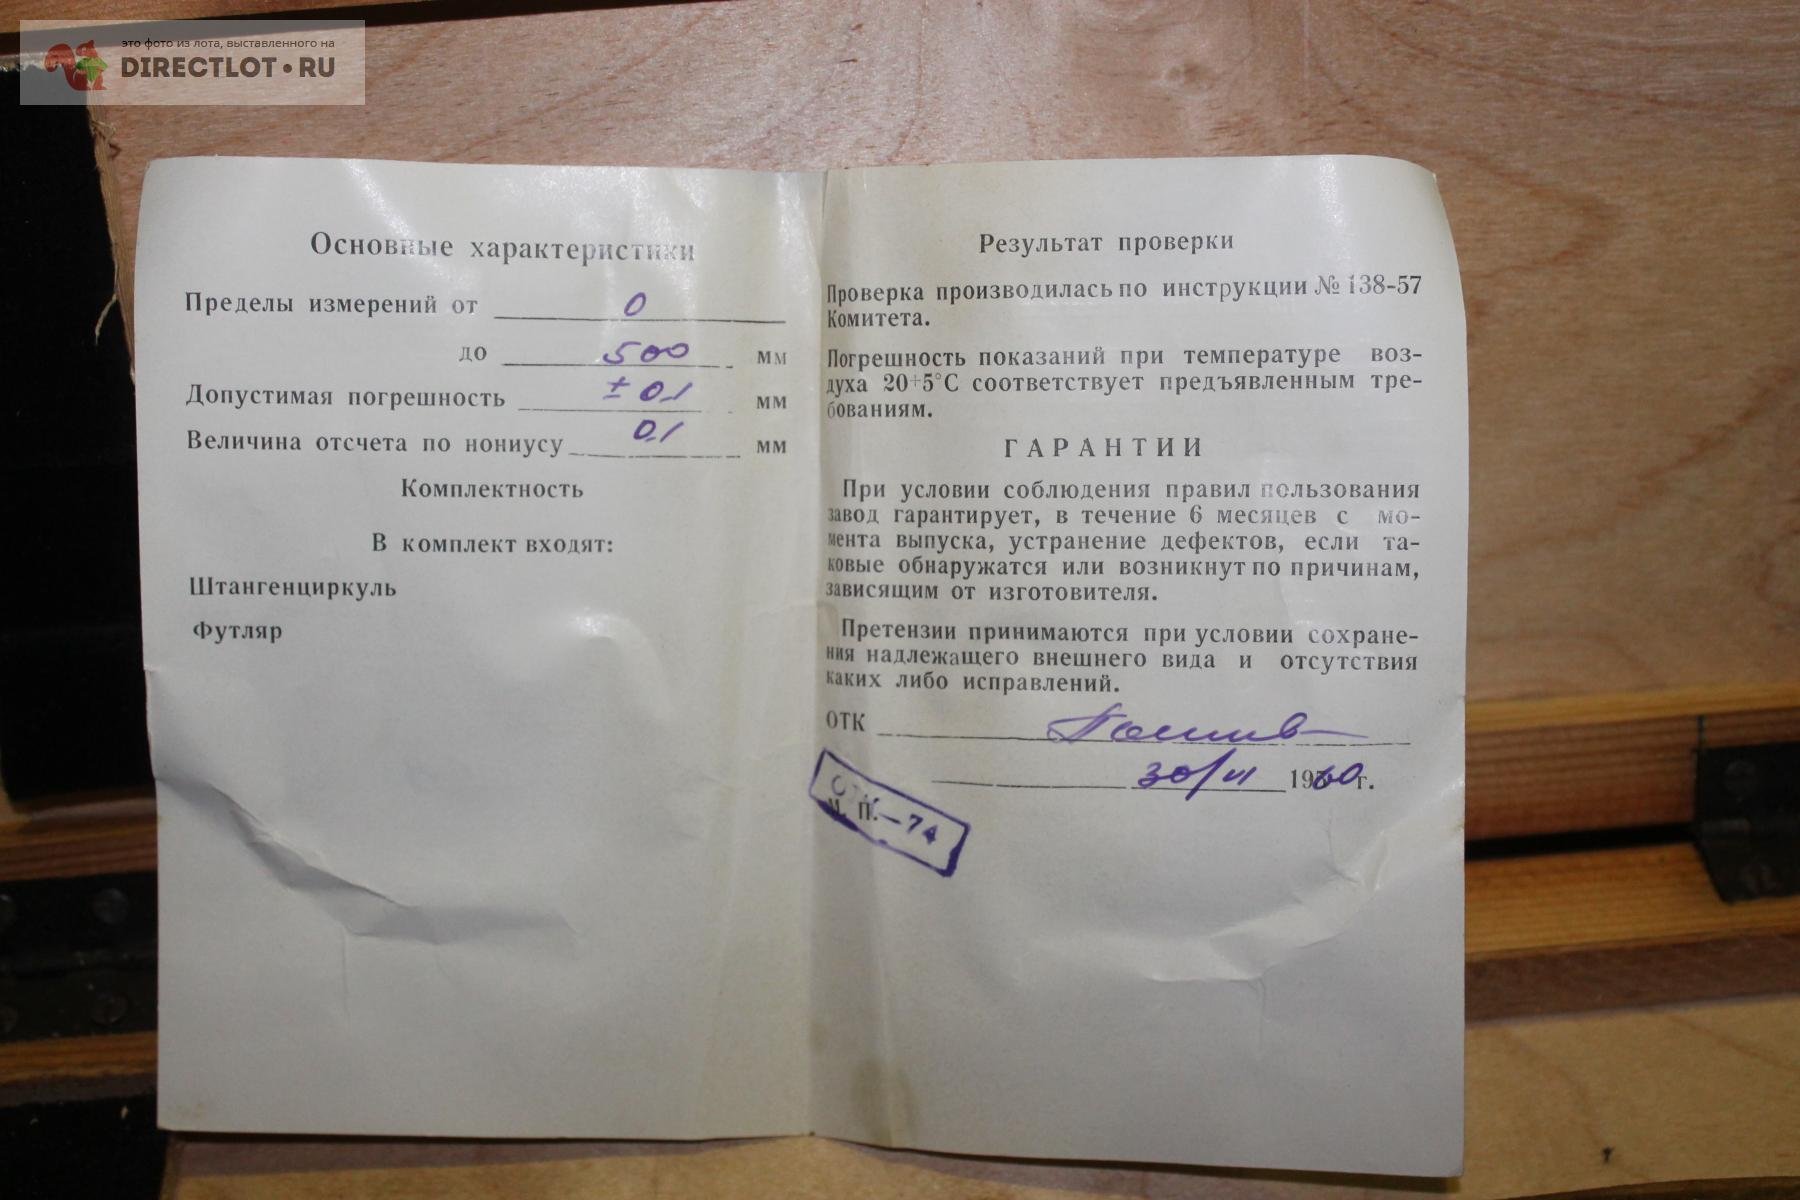 это фото из лота, выставленного на
DIRECTLOT•RU
Основные характеристики
Пределы измерений от 0
до 500 мм
Допустимая погрешность ±0,1 мм
Величина отсчета по нониусу 0,1 мм
Комплектность
В комплект входят:
Штангенциркуль
Футляр
Результат проверки
Проверка производилась по инструкции № 138-57
Комитета.
Погрешность показаний при температуре воз-
духа 20+5°С соответствует предъявленным тре-
бованиям.
ГАРАНТИИ
При условии соблюдения правил пользования
завод гарантирует, в течение 6 месяцев с мо-
мента выпуска, устранение дефектов, если та-
ковые обнаружатся или возникнут по причинам,
зависящим от изготовителя.
Претензии принимаются при условии сохране-
ния надлежащего внешнего вида и отсутствия
каких либо исправлений.
ОТК
30/VI 1960 г.
М. П.
ОТК—74